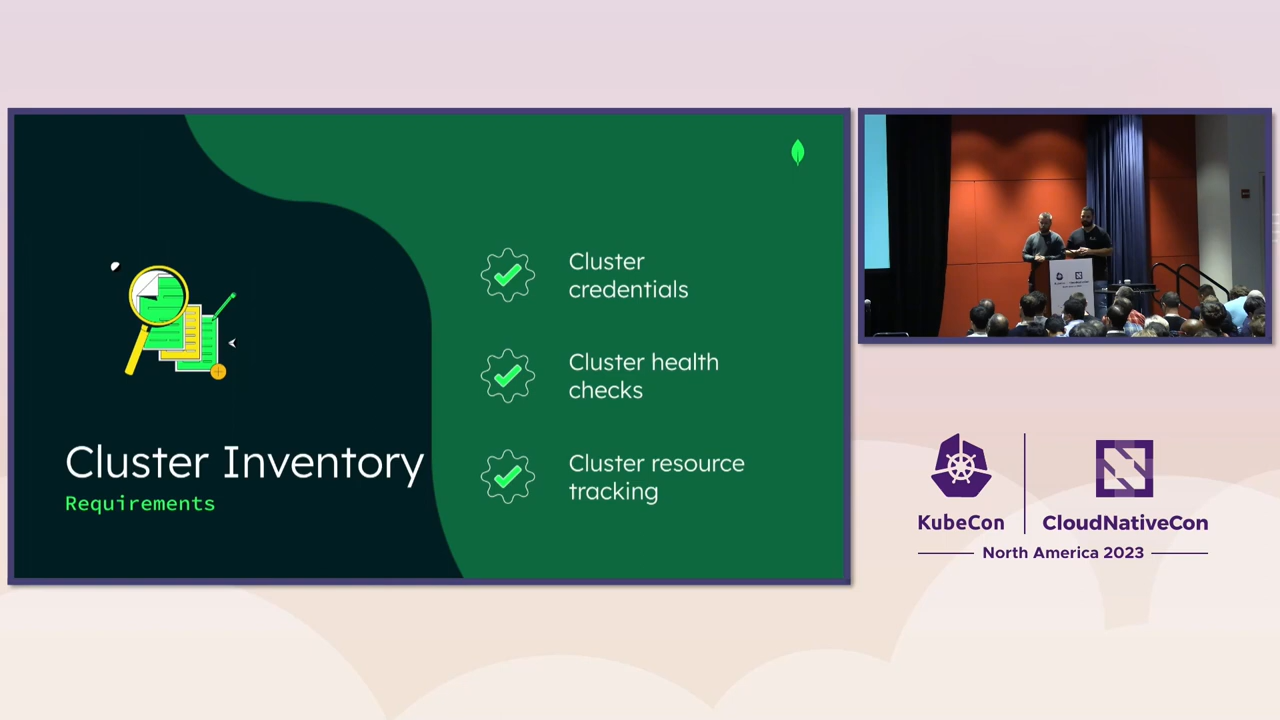 Cluster Inventory
Requirements
Cluster
credentials
Cluster health
checks
Cluster resource
tracking
KubeCon
CloudNativeCon
North America 2023